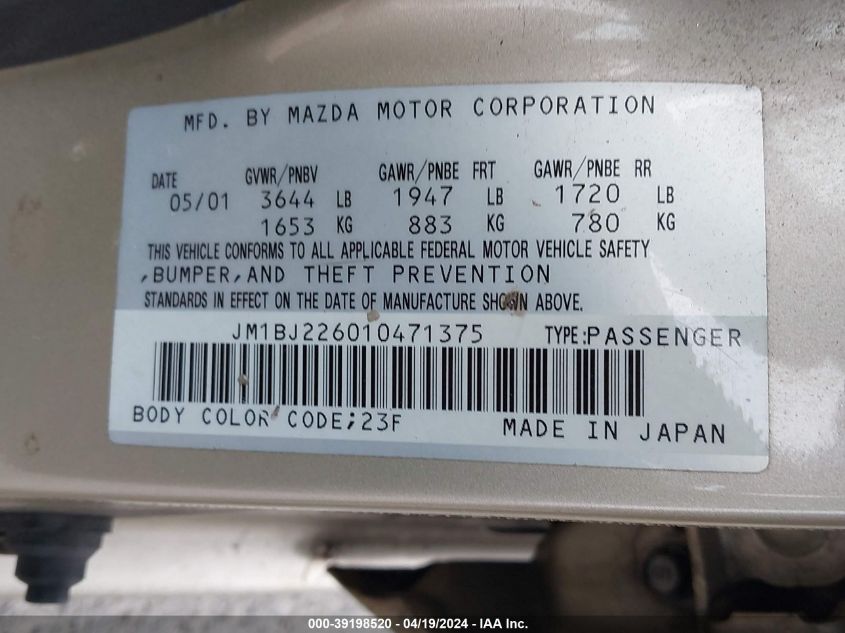 MFD. BY MAZDA MOTOR CORPORATION
DATE GVWR/PNBV GAWR/PNBE FRT GAWR/PNBE RR
05/01 3644 LB 1947 LB 1720 LB
1653 KG 883 KG 780 KG
THIS VEHICLE CONFORMS TO ALL APPLICABLE FEDERAL MOTOR VEHICLE SAFETY
,BUMPER,AND THEFT PREVENTION
STANDARDS IN EFFECT ON THE DATE OF MANUFACTURE SHOWN ABOVE.
JM1BJ226010471375 TYPE:PASSENGER
BODY COLOR CODE;23F MADE IN JAPAN
000-39198520 - 04/19/2024 - IAA Inc.